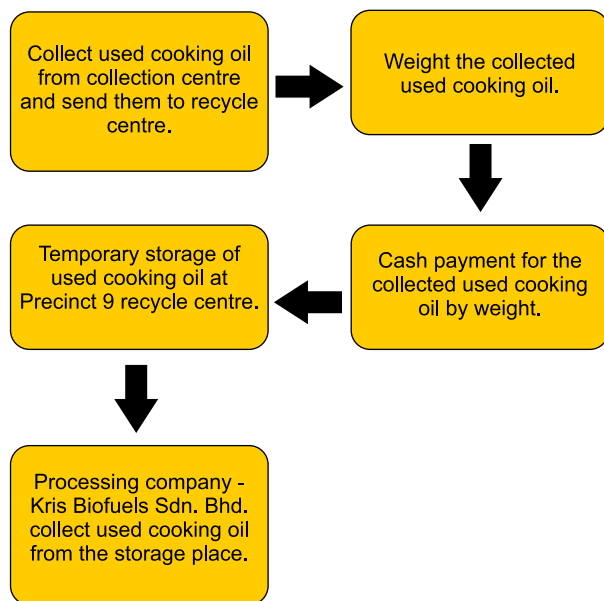 Collect used cooking oil
from collection centre
and send them to recycle
centre.
Weight the collected
used cooking oil.
Cash payment for the
collected used cooking
oil by weight.
Temporary storage of
used cooking oil at
Precinct 9 recycle centre.
Processing company -
Kris Biofuels Sdn. Bhd.
collect used cooking oil
from the storage place.